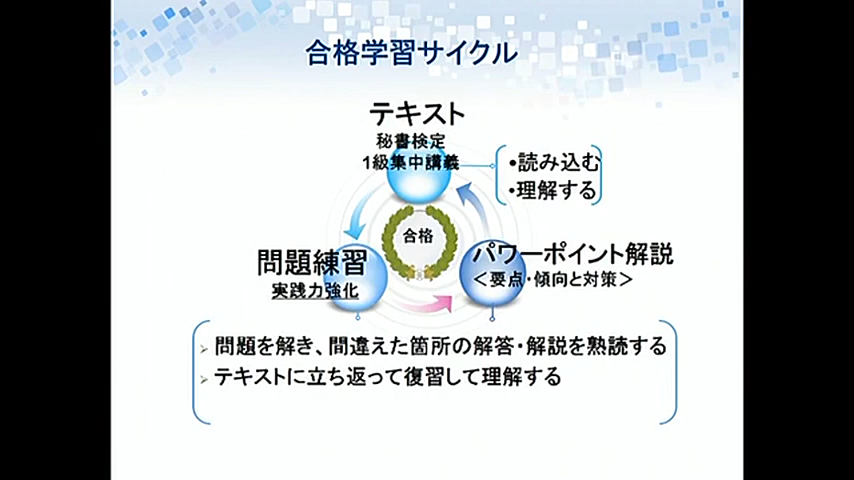 合格学習サイクル
テキスト
秘書検定
1級集中講義
•読み込む
•理解する
合格
問題練習
実践力強化
パワーポイント解説
＜要点・傾向と対策＞
問題を解き、間違えた箇所の解答・解説を熟読する
テキストに立ち返って復習して理解する